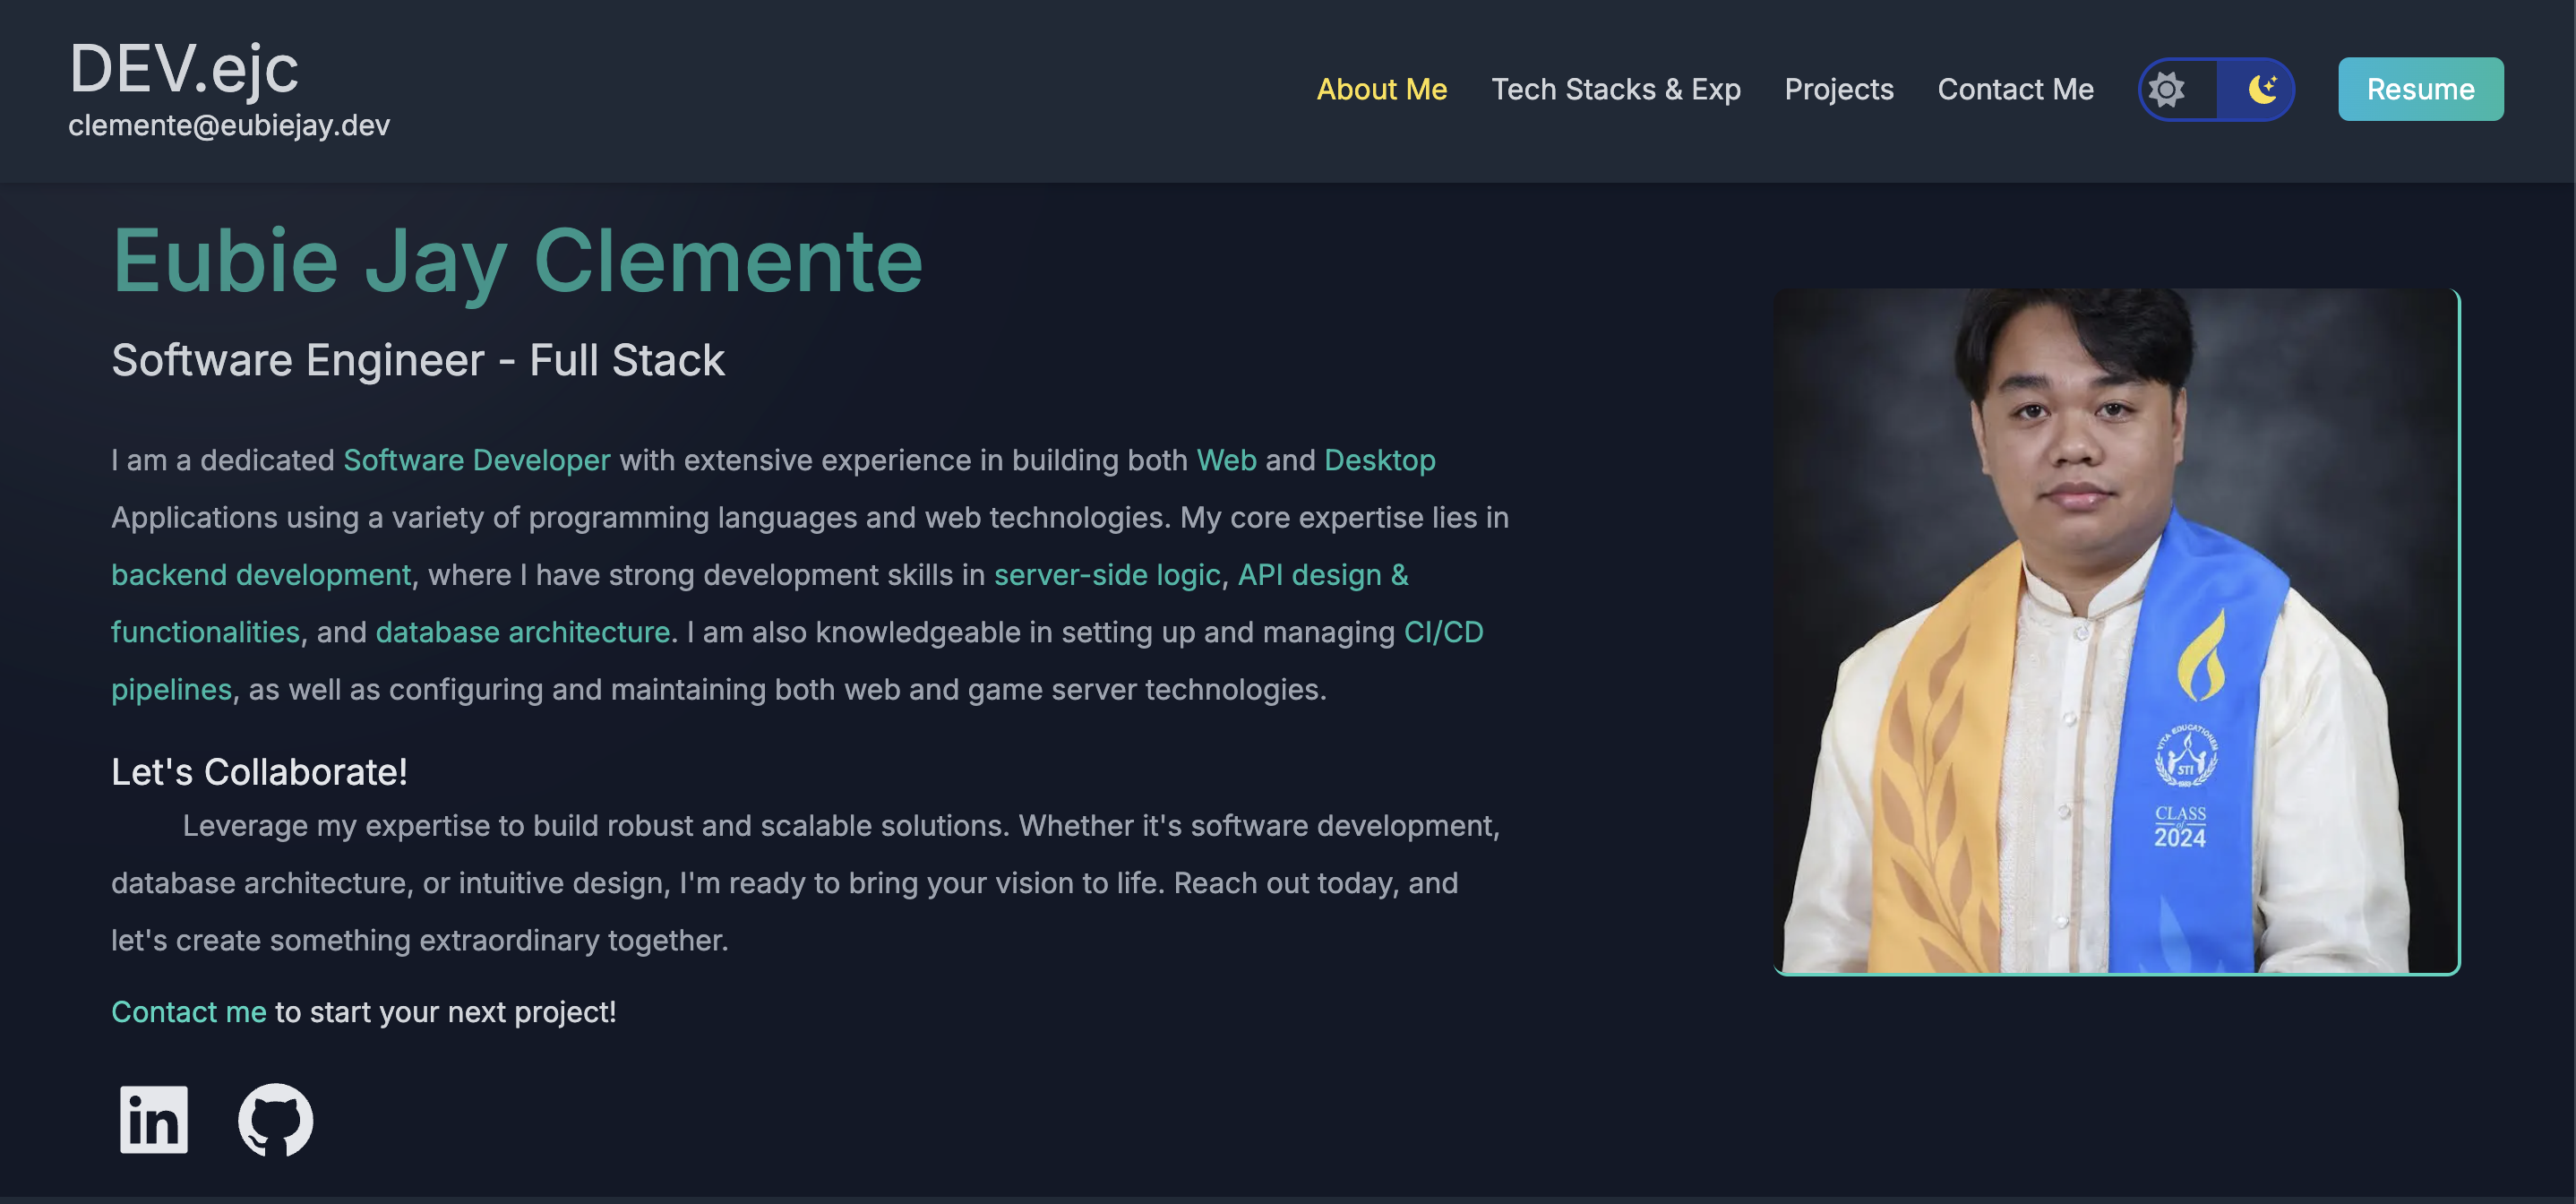 DEV.ejc
clemente@eubiejay.dev
About Me
Tech Stacks & Exp
Projects
Contact Me
Resume
Eubie Jay Clemente
Software Engineer - Full Stack
I am a dedicated Software Developer with extensive experience in building both Web and Desktop
Applications using a variety of programming languages and web technologies. My core expertise lies in
backend development, where I have strong development skills in server-side logic, API design &
functionalities, and database architecture. I am also knowledgeable in setting up and managing CI/CD
pipelines, as well as configuring and maintaining both web and game server technologies.
Let's Collaborate!
Leverage my expertise to build robust and scalable solutions. Whether it's software development,
database architecture, or intuitive design, I'm ready to bring your vision to life. Reach out today, and
let's create something extraordinary together.
Contact me to start your next project!
in
VITA EDUCATIONEM
STI
CLASS
of
2024